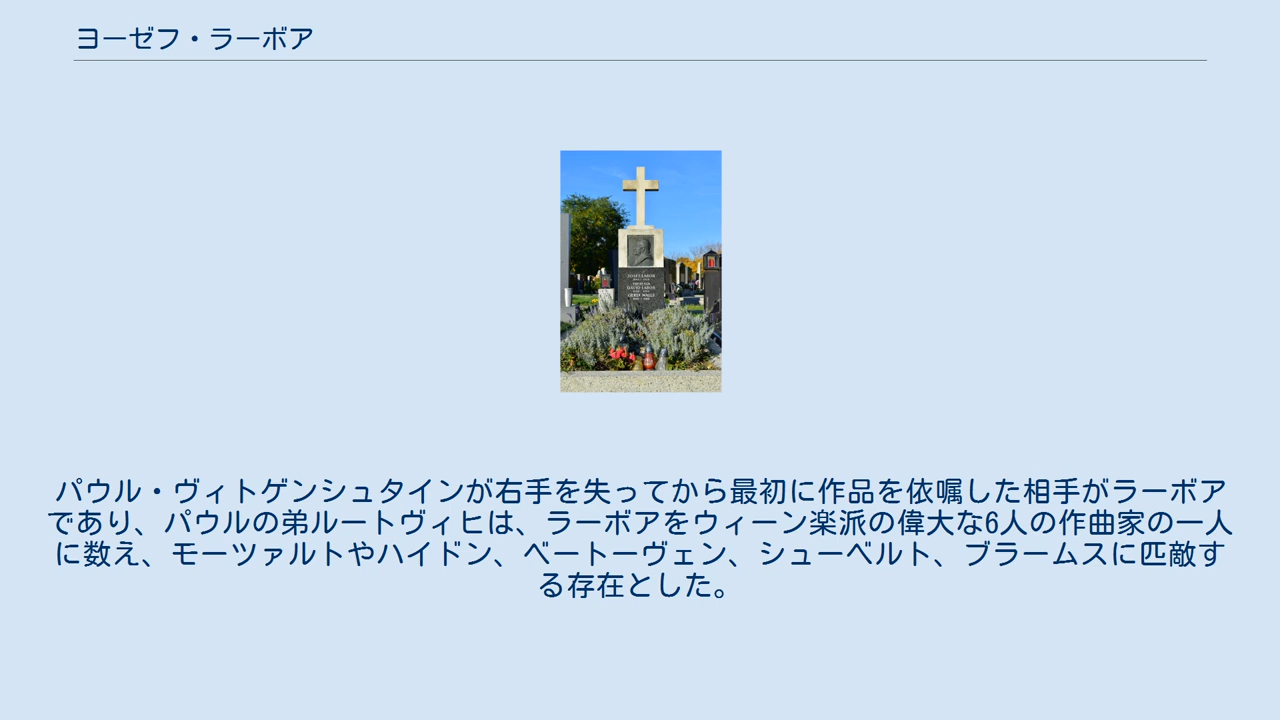 ヨーゼフ・ラーボア
JOSEF LABOR
パウル・ヴィトゲンシュタインが右手を失ってから最初に作品を依嘱した相手がラーボア
であり、パウルの弟ルートヴィヒは、ラーボアをウィーン楽派の偉大な6人の作曲家の一人
に数え、モーツァルトやハイドン、ベートーヴェン、シューベルト、ブラームスに匹敵す
る存在とした。